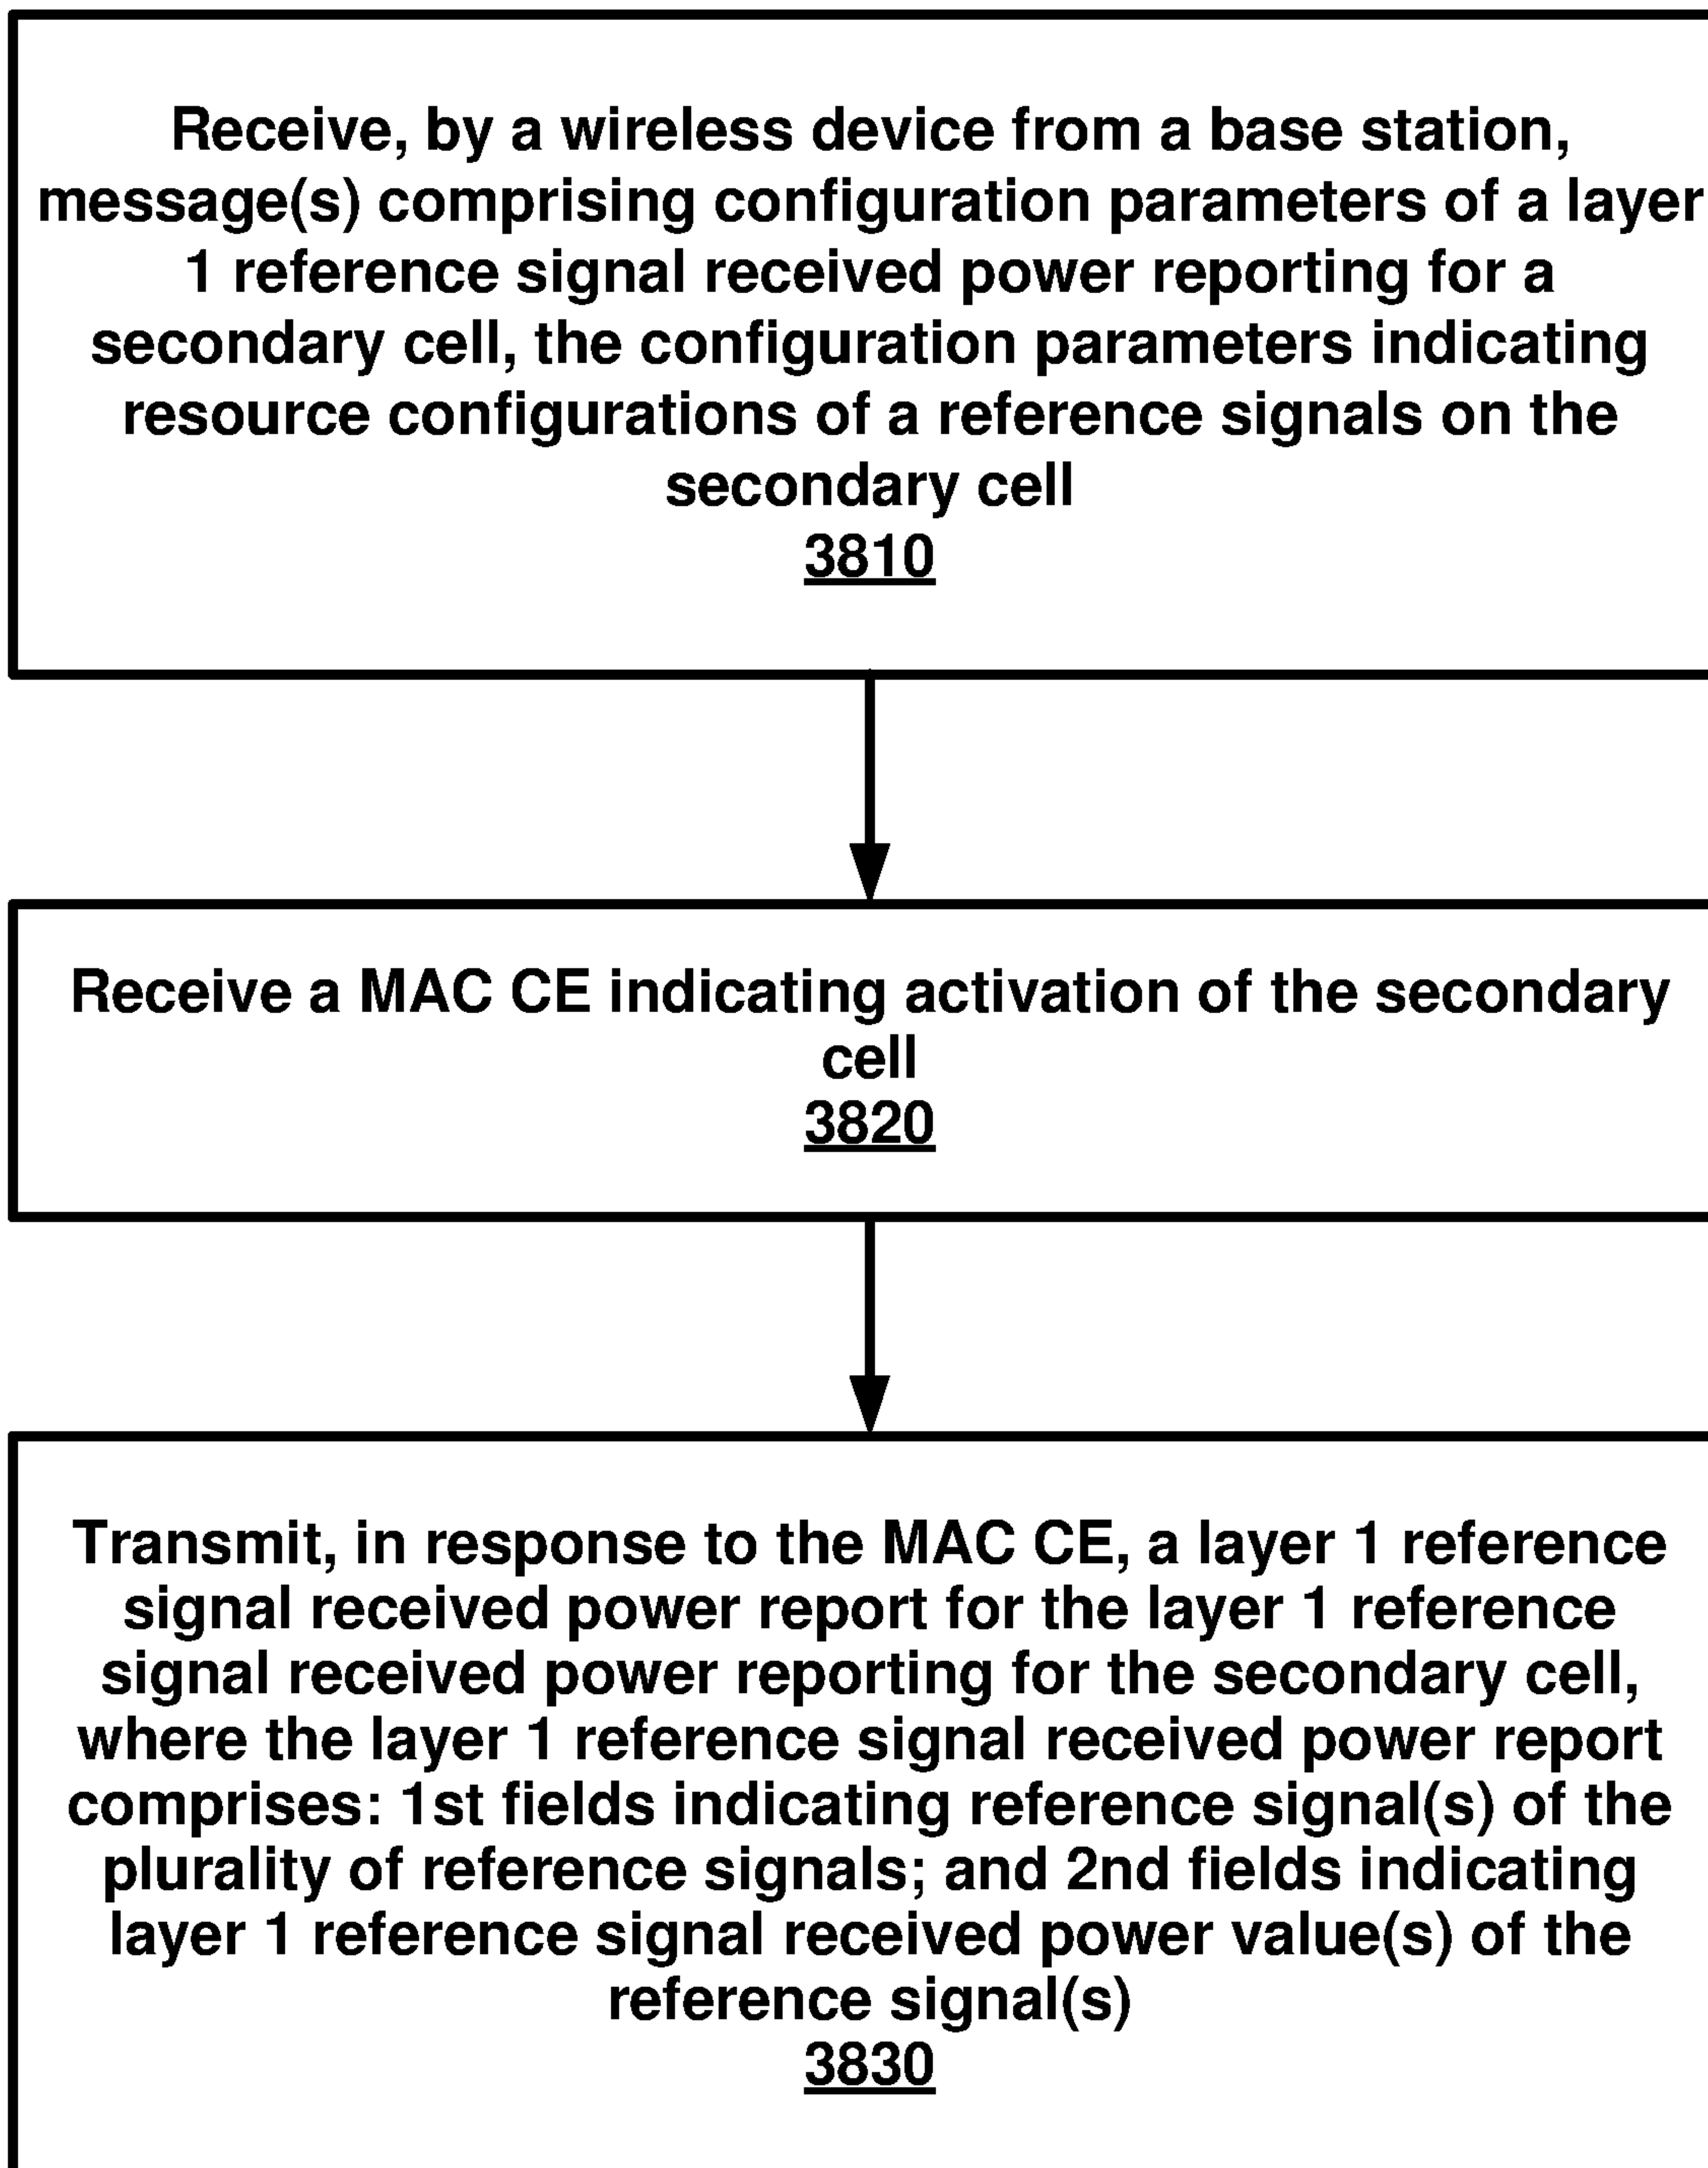 Receive, by a wireless device from a base station,
message(s) comprising configuration parameters of a layer
1 reference signal received power reporting for a
secondary cell, the configuration parameters indicating
resource configurations of a reference signals on the
secondary cell
3810
Receive a MAC CE indicating activation of the secondary
cell
3820
Transmit, in response to the MAC CE, a layer 1 reference
signal received power report for the layer 1 reference
signal received power reporting for the secondary cell,
where the layer 1 reference signal received power report
comprises: 1st fields indicating reference signal(s) of the
plurality of reference signals; and 2nd fields indicating
layer 1 reference signal received power value(s) of the
reference signal(s)
3830